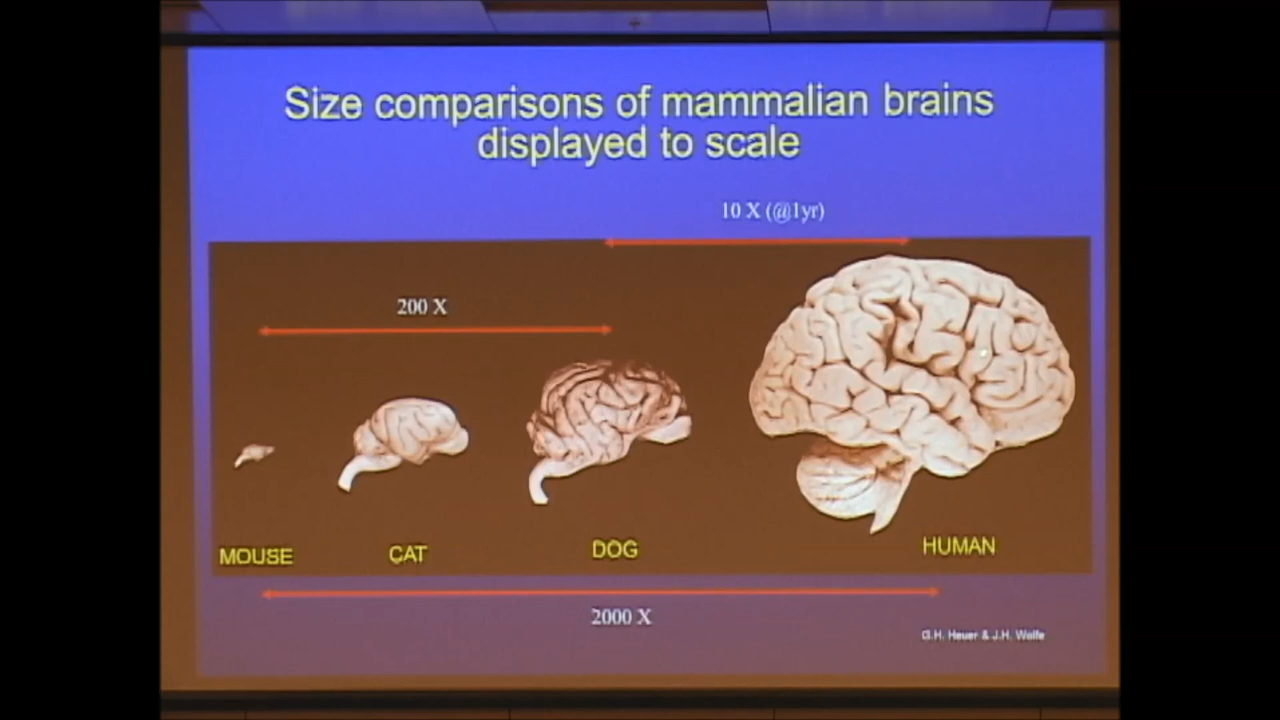 Size comparisons of mammalian brains
displayed to scale
10 X (@1yr)
200 X
MOUSE
CAT
DOG
HUMAN
2000 X
G.H. Heuer & J.H. Wolfe